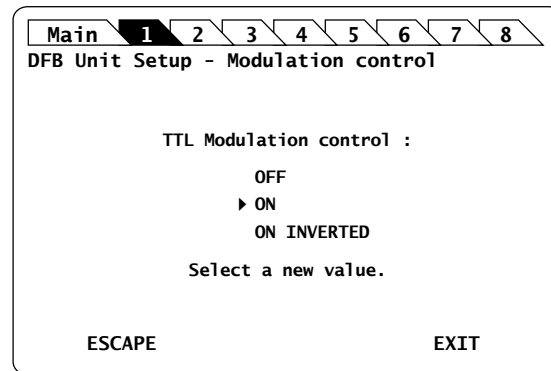 Main 1 2 3 4 5 6 7 8
DFB Unit Setup - Modulation control
TTL Modulation control :
OFF
ON
ON INVERTED
Select a new value.
ESCAPE EXIT